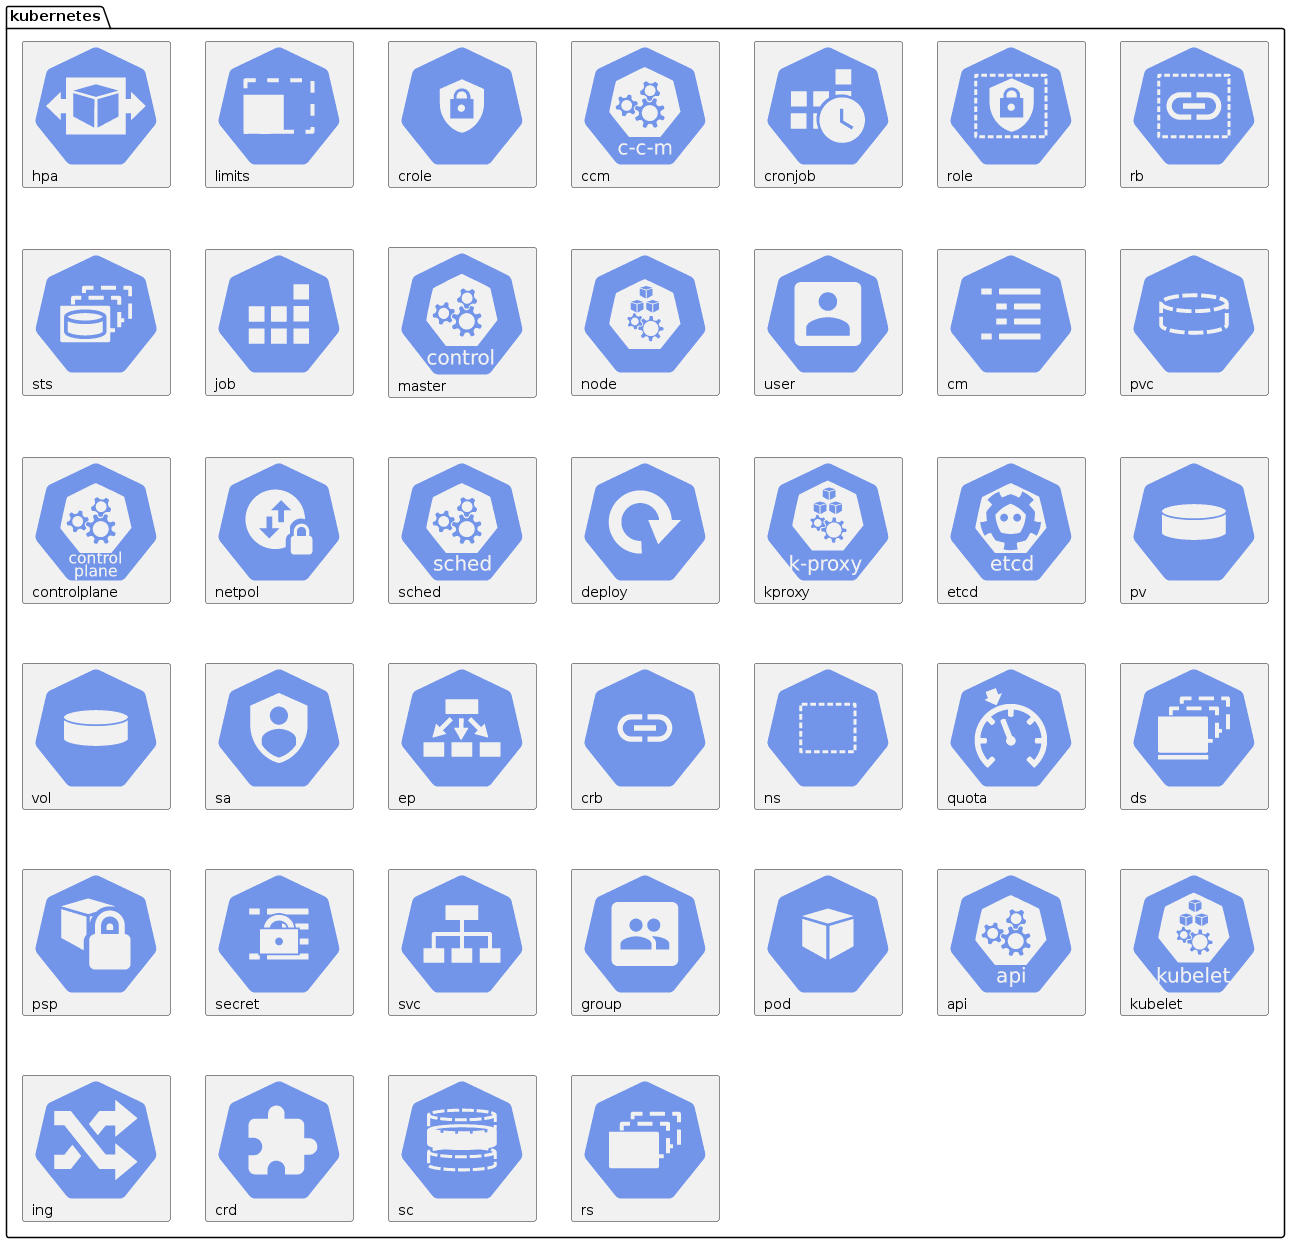 kubernetes
c-c-m
hpa
limits
crole
ccm
cronjob
role
rb
control
sts
job
master
node
user
cm
pvc
control
plane
sched
k-proxy
etcd
controlplane
netpol
sched
deploy
kproxy
etcd
pv
vol
sa
ep
crb
ns
quota
ds
api
kubelet
psp
secret
svc
group
pod
api
kubelet
ing
crd
sc
rs